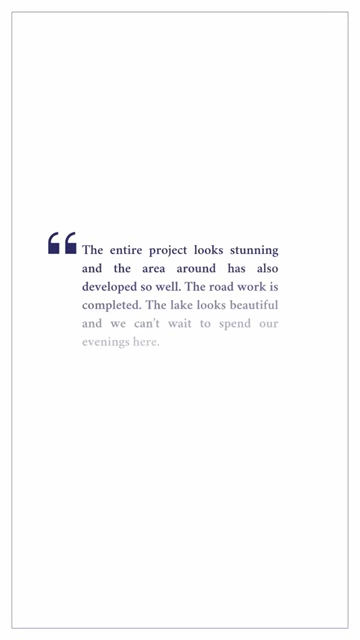 “ The entire project looks stunning
and the area around has also
developed so well. The road work is
completed. The lake looks beautiful
and we can't wait to spend our
evenings here.